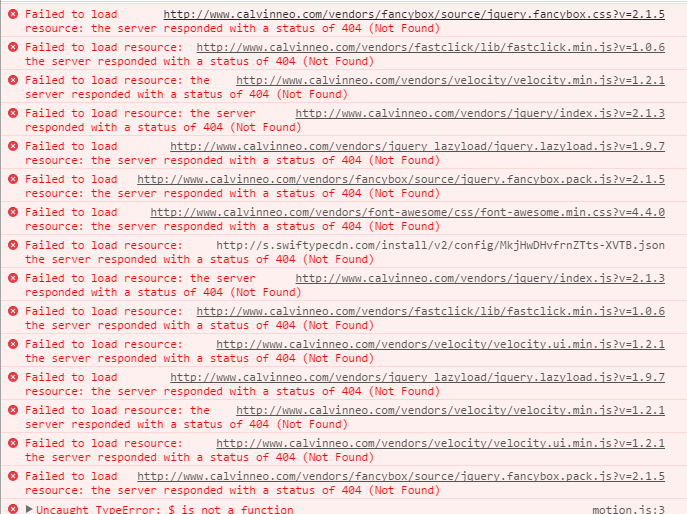 Failed to load http://www.calvinneo.com/vendors/fancybox/source/jquery.fancybox.css?v=2.1.5
resource: the server responded with a status of 404 (Not Found)
Failed to load resource: http://www.calvinneo.com/vendors/fastclick/lib/fastclick.min.js?v=1.0.6
the server responded with a status of 404 (Not Found)
Failed to load resource: the http://www.calvinneo.com/vendors/velocity/velocity.min.js?v=1.2.1
server responded with a status of 404 (Not Found)
Failed to load resource: the server http://www.calvinneo.com/vendors/jquery/index.js?v=2.1.3
responded with a status of 404 (Not Found)
Failed to load http://www.calvinneo.com/vendors/jquery_lazyload/jquery.lazyload.js?v=1.9.7
resource: the server responded with a status of 404 (Not Found)
Failed to load http://www.calvinneo.com/vendors/fancybox/source/jquery.fancybox.pack.js?v=2.1.5
resource: the server responded with a status of 404 (Not Found)
Failed to load http://www.calvinneo.com/vendors/font-awesome/css/font-awesome.min.css?v=4.4.0
resource: the server responded with a status of 404 (Not Found)
Failed to load resource: http://s.swiftypecdn.com/install/v2/config/MkjHwDHvfrnZTts-XVTB.json
the server responded with a status of 404 (Not Found)
Failed to load resource: the server http://www.calvinneo.com/vendors/jquery/index.js?v=2.1.3
responded with a status of 404 (Not Found)
Failed to load resource: http://www.calvinneo.com/vendors/fastclick/lib/fastclick.min.js?v=1.0.6
the server responded with a status of 404 (Not Found)
Failed to load resource: http://www.calvinneo.com/vendors/velocity/velocity.ui.min.js?v=1.2.1
the server responded with a status of 404 (Not Found)
Failed to load http://www.calvinneo.com/vendors/jquery_lazyload/jquery.lazyload.js?v=1.9.7
resource: the server responded with a status of 404 (Not Found)
Failed to load resource: the http://www.calvinneo.com/vendors/velocity/velocity.min.js?v=1.2.1
server responded with a status of 404 (Not Found)
Failed to load resource: http://www.calvinneo.com/vendors/velocity/velocity.ui.min.js?v=1.2.1
the server responded with a status of 404 (Not Found)
Failed to load http://www.calvinneo.com/vendors/fancybox/source/jquery.fancybox.pack.js?v=2.1.5
resource: the server responded with a status of 404 (Not Found)
Uncaught TypeError: $ is not a function motion.js:3